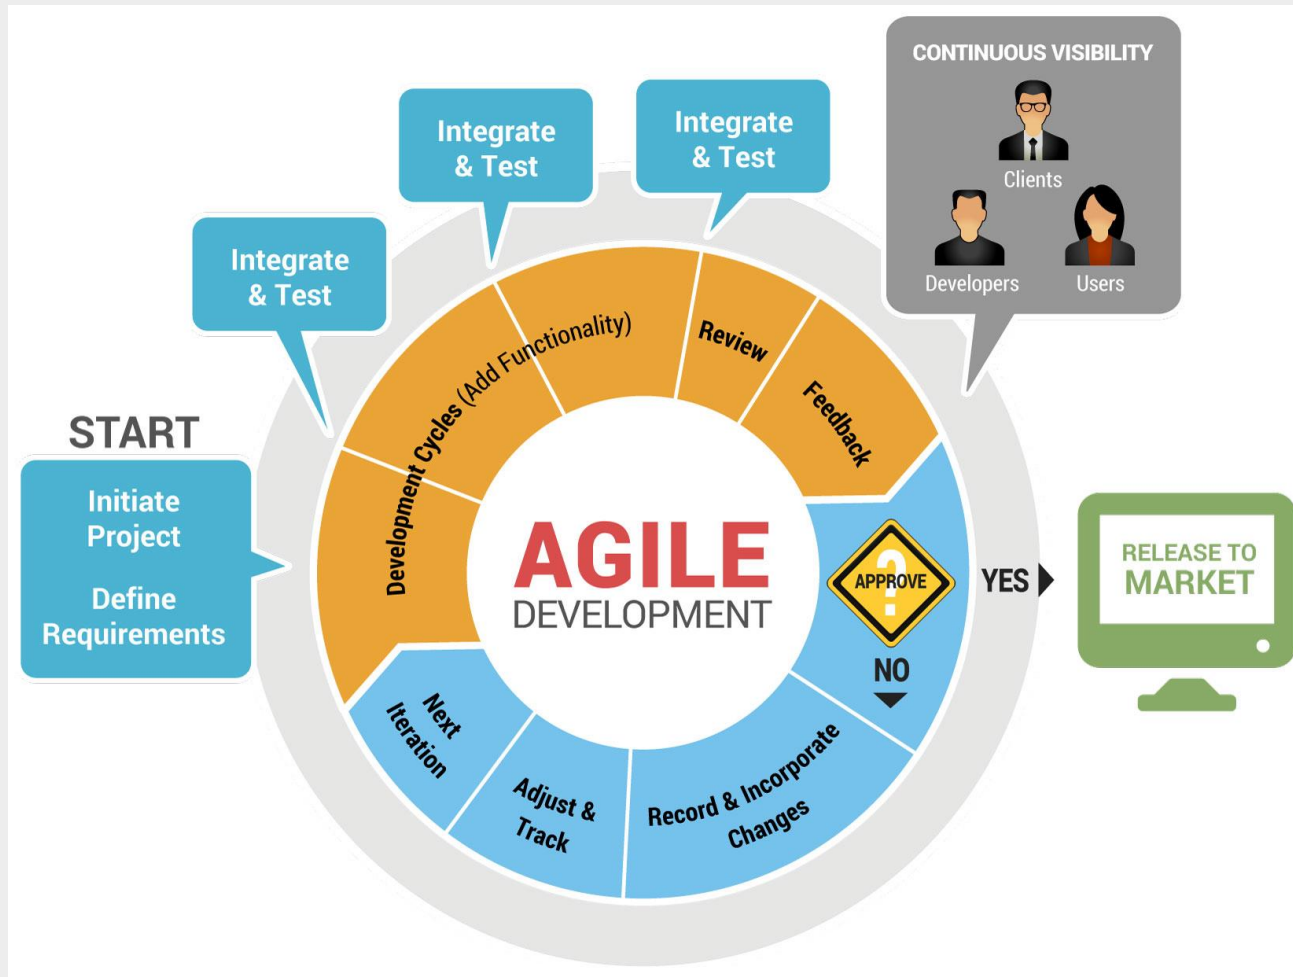 START
Initiate
Project
Define
Requirements
Integrate
& Test
Integrate
& Test
Integrate
& Test
CONTINUOUS VISIBILITY
Clients
Developers
Users
Development Cycles (Add Functionality)
Review
Feedback
APPROVE
?
YES
NO
RELEASE TO
MARKET
Record & Incorporate
Changes
Adjust &
Track
Next
Iteration
AGILE
DEVELOPMENT